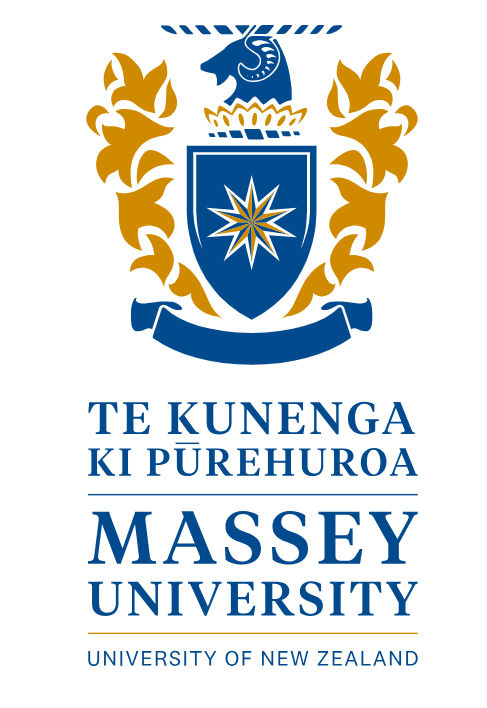 TE KUNENGA
KI PŪREHUROA
MASSEY
UNIVERSITY
UNIVERSITY OF NEW ZEALAND